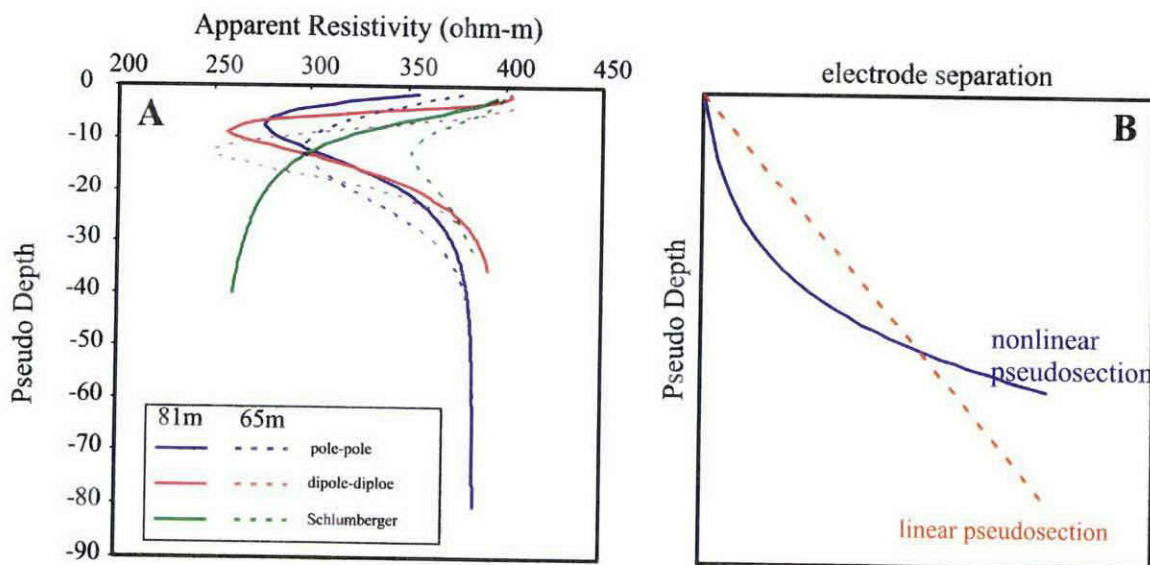 Apparent Resistivity (ohm-m)
200 250 300 350 400 450
0
-10
-20
-30
-40
-50
-60
-70
-80
-90
Pseudo Depth
A
81m 65m
pole-pole
dipole-diploe
Schlumberger
electrode separation
B
Pseudo Depth
nonlinear
pseudosection
linear pseudosection